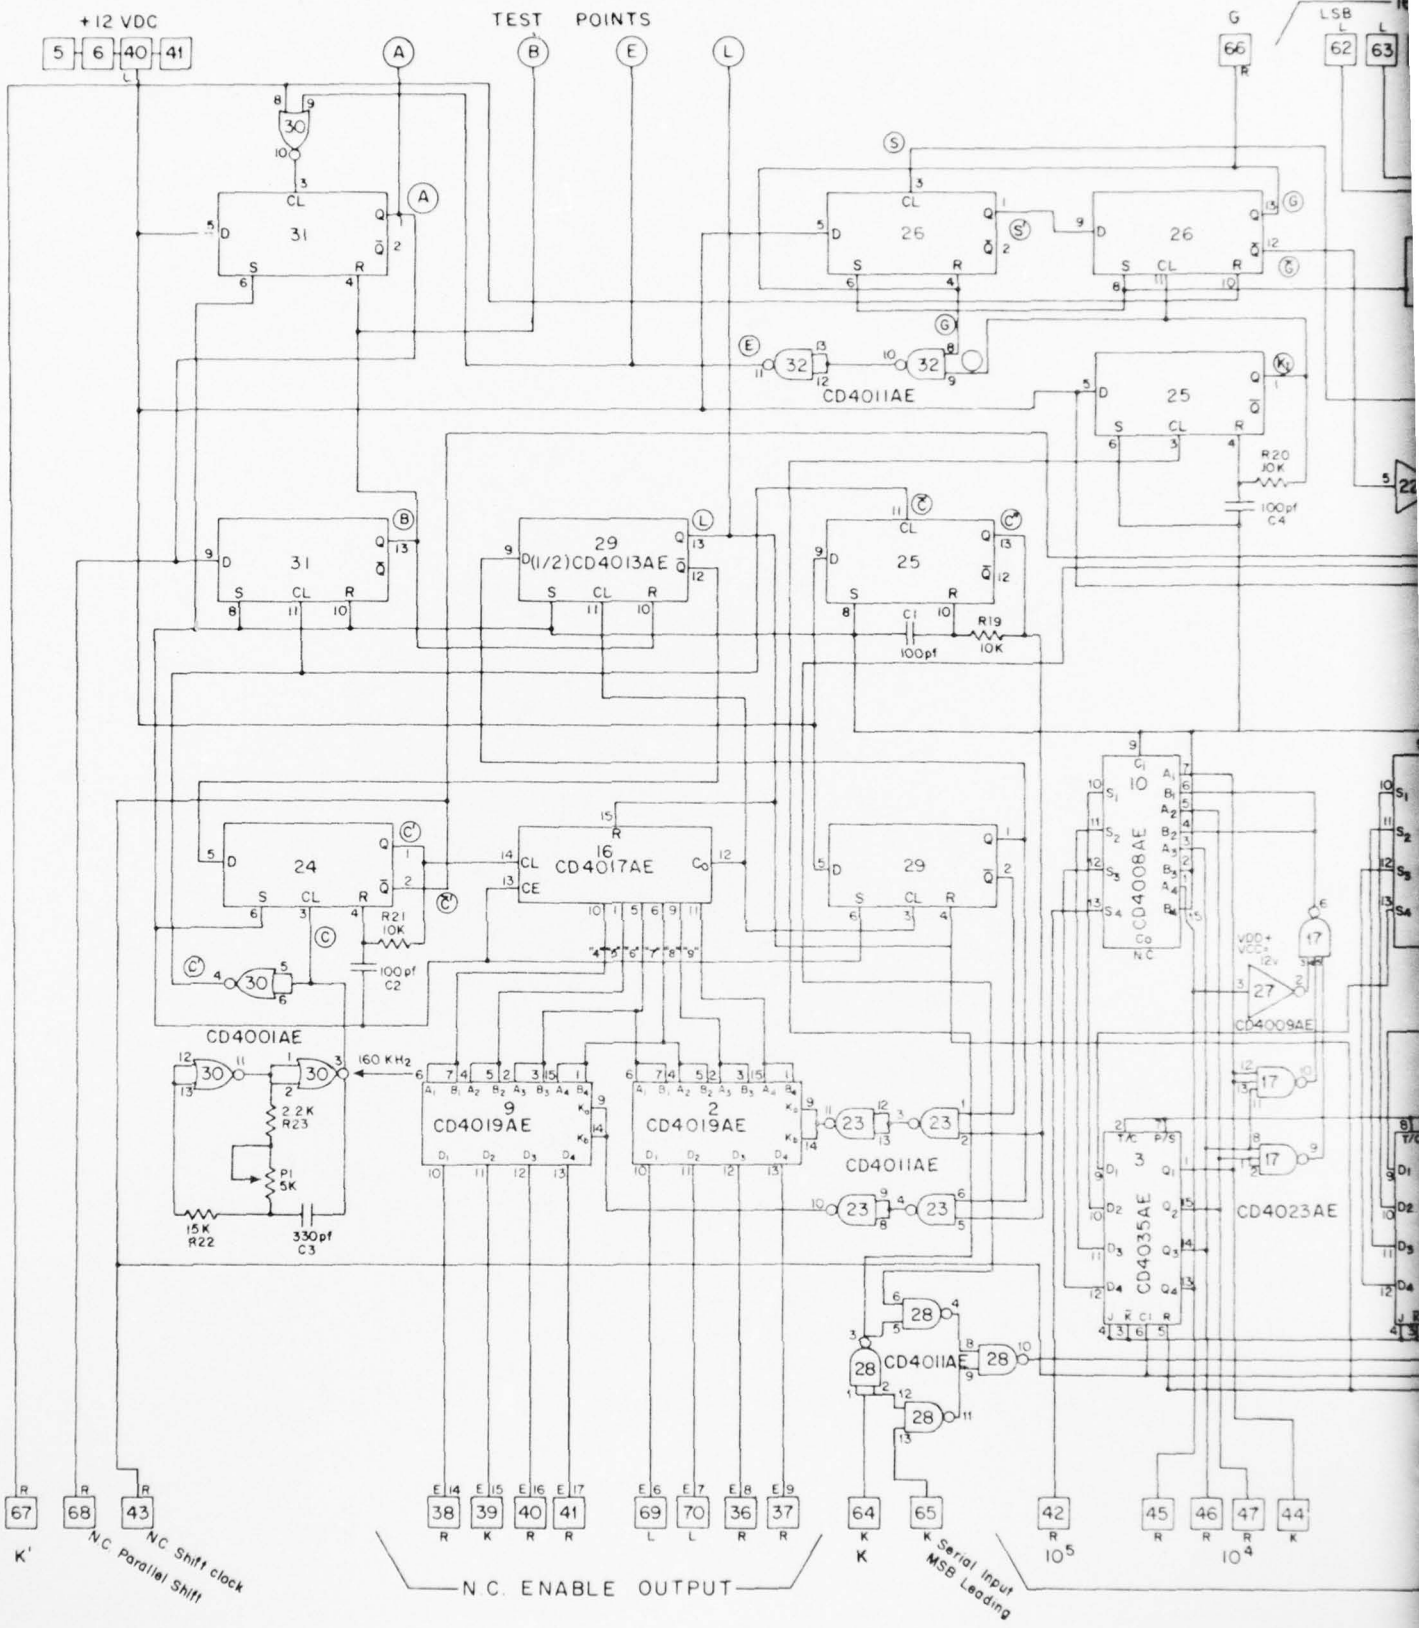 +12 VDC
TEST POINTS
G
LSB
L
L
5 6 40 41
A
B
E
L
66
62
63
L
R
8
9
30
10
3
CL
5
D
31
Q
Q̅
2
S
R
6
4
A
S
3
CL
5
D
26
Q
1
S'
Q̅
2
S
R
6
4
9
D
26
Q
13
G
Q̅
12
G̅
S
CL
R
8
11
10
E
11
32
13
12
10
32
8
9
G
CD4011AE
5
D
25
Q
1
Q̅
S
R
6
3
4
R20
10K
100pf
C4
5
22
9
D
31
Q
13
B
Q̅
S
CL
R
8
11
10
9
D(1/2)CD4013AE
29
Q
13
L
Q̅
12
S
CL
R
11
10
11
CL
C̅
9
D
25
Q
13
Q̅
12
S
R
8
10
C1
100pf
R19
10K
5
D
24
Q
1
C'
Q̅
2
C̅'
S
CL
R
6
3
4
C
R21
10K
100pf
C2
C'
4
30
5
6
CD4001AE
15
R
14
CL
16
CD4017AE
Co
12
13
CE
10
1
5
6
9
11
"4" "5" "6" "7" "8" "9"
5
D
29
Q
1
Q̅
2
S
CL
R
6
3
4
12
13
30
11
1
2
30
3
160 KHz
2.2K
R23
P1
5K
15K
R22
330pf
C3
6 7 4 5 2 3 15 1
A1 B1 A2 B2 A3 B3 A4 B4
9
CD4019AE
Ka
9
Kb
14
D1 D2 D3 D4
10 11 12 13
6 7 4 5 2 3 15 1
A1 B1 A2 B2 A3 B3 A4 B4
2
CD4019AE
Ka
9
Kb
14
D1 D2 D3 D4
10 11 12 13
11
23
12
13
3
23
1
2
CD4011AE
10
23
9
8
4
23
6
5
9
C1
10
CD4008AE
10 S1
11 S2
12 S3
13 S4
A1 7
B1 6
A2 5
B2 4
A3 3
B3 2
A4 1
B4 15
Co
N.C
VDD+
VCC=
12v
3
27
2
CD4009AE
6
17
12
13
11
17
10
8
1
2
17
9
CD4023AE
2
T/C
7
P/S
3
CD4035AE
9 D1
10 D2
11 D3
12 D4
Q1 1
Q2 15
Q3 14
Q4 13
J K̅ Cl R
4 3 6 5
10 S1
11 S2
12 S3
13 S4
8
T/C
9 D1
10 D2
11 D3
12 D4
4 3
6
5
28
4
3
28
1
2
CD4011AE
8
9
28
10
12
13
28
11
R
67
K'
R
68
N.C. Parallel Shift
R
43
N.C Shift clock
E 14
38
R
E 15
39
K
E 16
40
R
E 17
41
R
E 6
69
L
E 7
70
L
E 8
36
R
E 9
37
R
N.C. ENABLE OUTPUT
64
K
K
65
K
Serial Input
MSB Leading
42
R
10⁵
45
R
46
R
47
R
10⁴
44
K